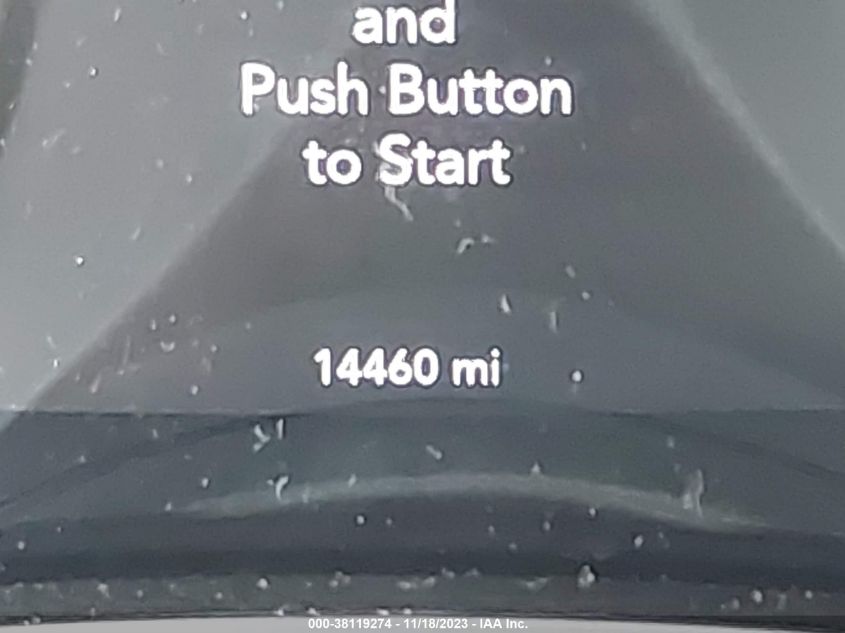 and
Push Button
to Start
14460 mi
000-38119274 - 11/18/2023 - IAA Inc.